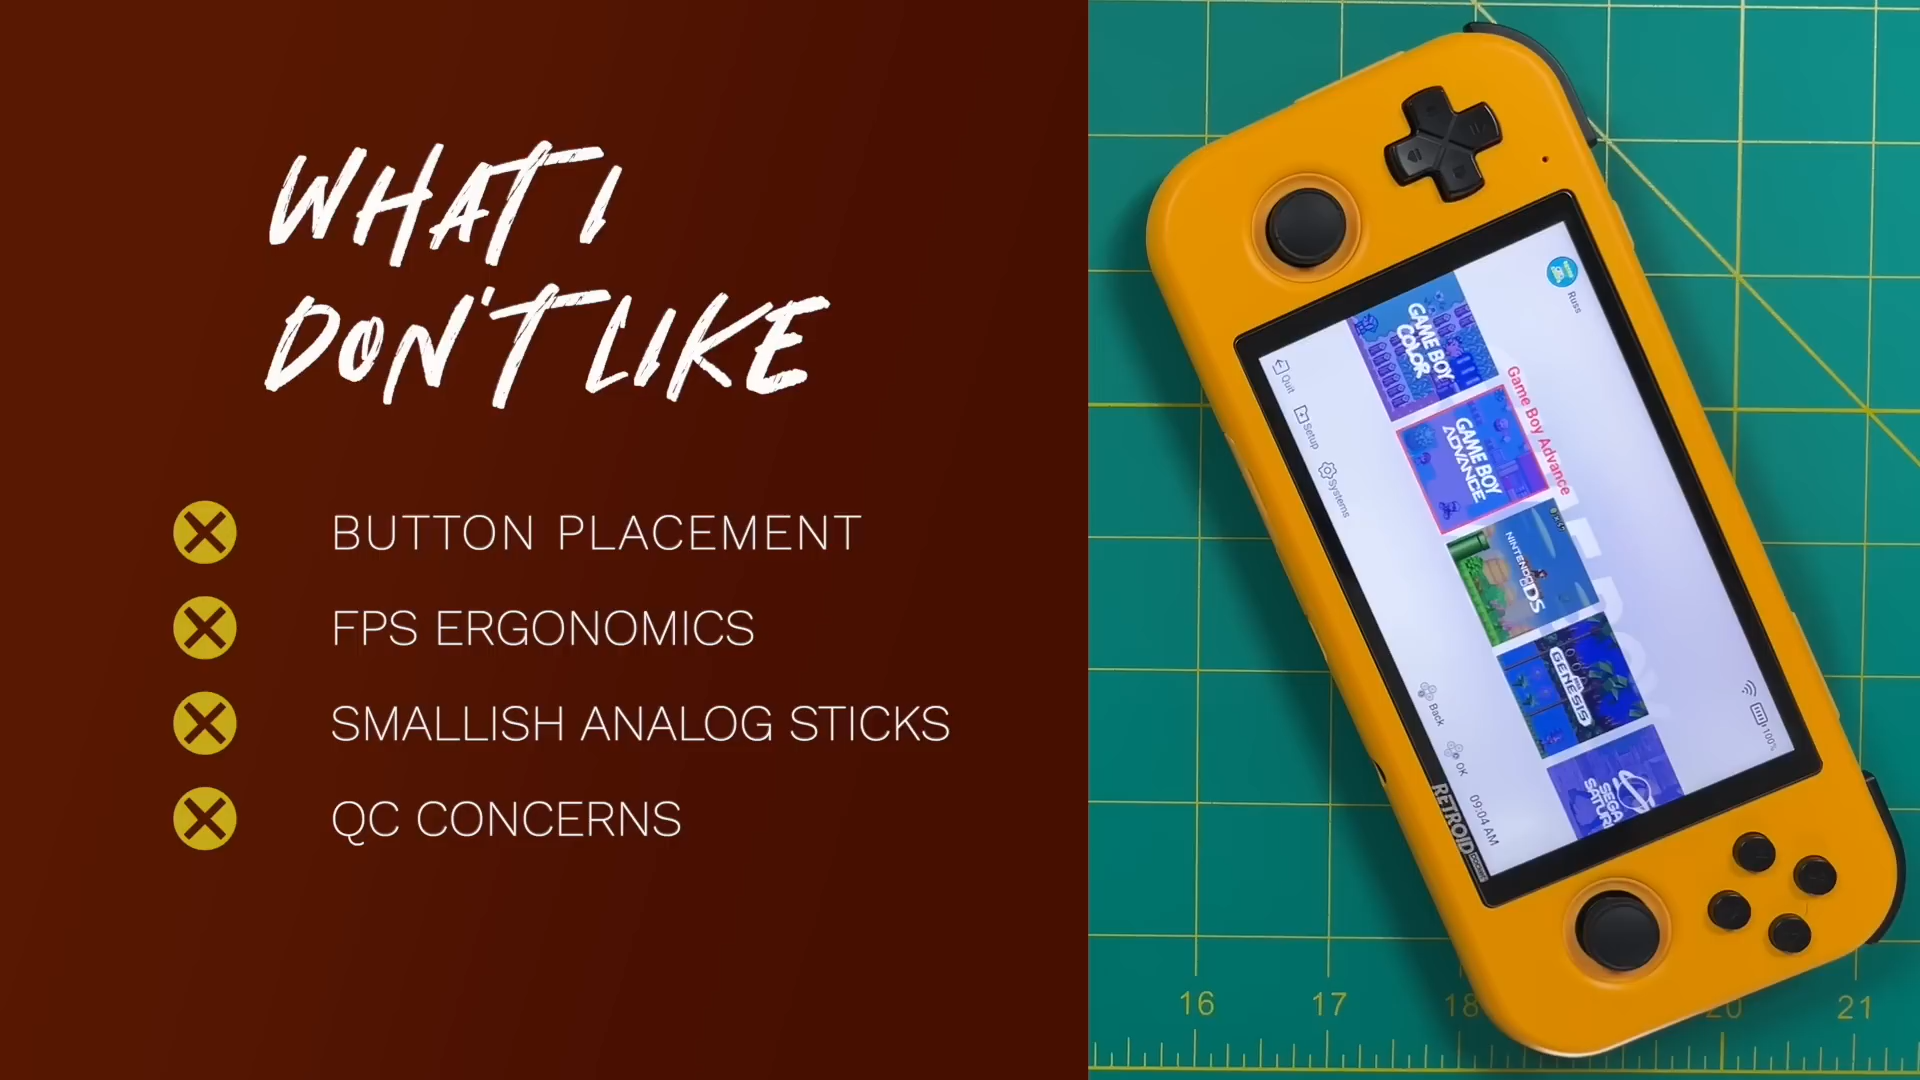 WHAT I
DON'T LIKE
BUTTON PLACEMENT
FPS ERGONOMICS
SMALLISH ANALOG STICKS
QC CONCERNS
Russ
GAME BOY
COLOR
Game Boy Advance
GAME BOY
ADVANCE
NINTENDO DS
GENESIS
SEGA
SATURN
Quit
Setup
Systems
Back
OK
09:04 AM
100%
RETROID
POCKET
16
17
18
20
21